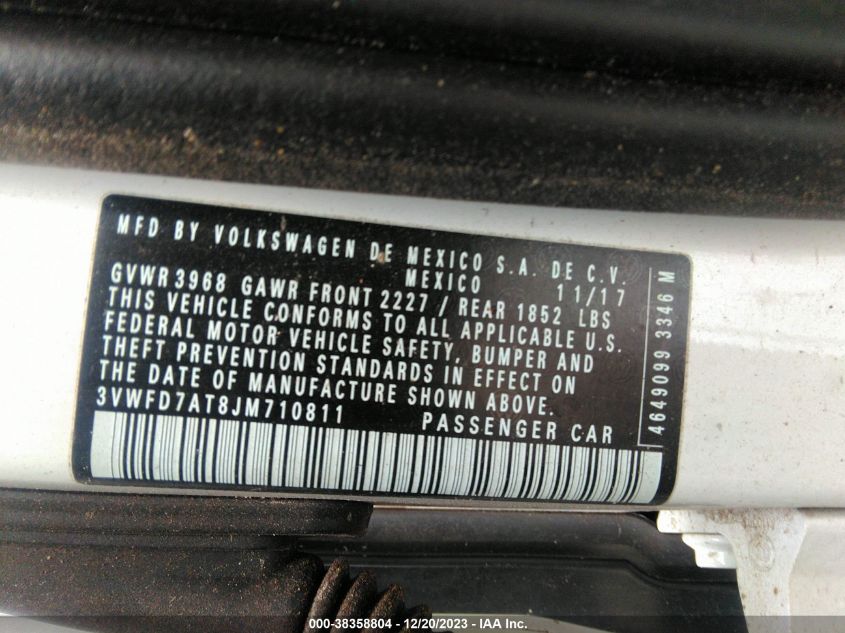 MFD BY VOLKSWAGEN DE MEXICO S.A. DE C.V.
MEXICO 11/17
GVWR 3968 GAWR FRONT 2227 / REAR 1852 LBS
THIS VEHICLE CONFORMS TO ALL APPLICABLE U.S.
FEDERAL MOTOR VEHICLE SAFETY, BUMPER AND
THEFT PREVENTION STANDARDS IN EFFECT ON
THE DATE OF MANUFACTURE SHOWN ABOVE.
3VWFD7AT8JM710811 PASSENGER CAR
4649099 3346 M
000-38358804 - 12/20/2023 - IAA Inc.